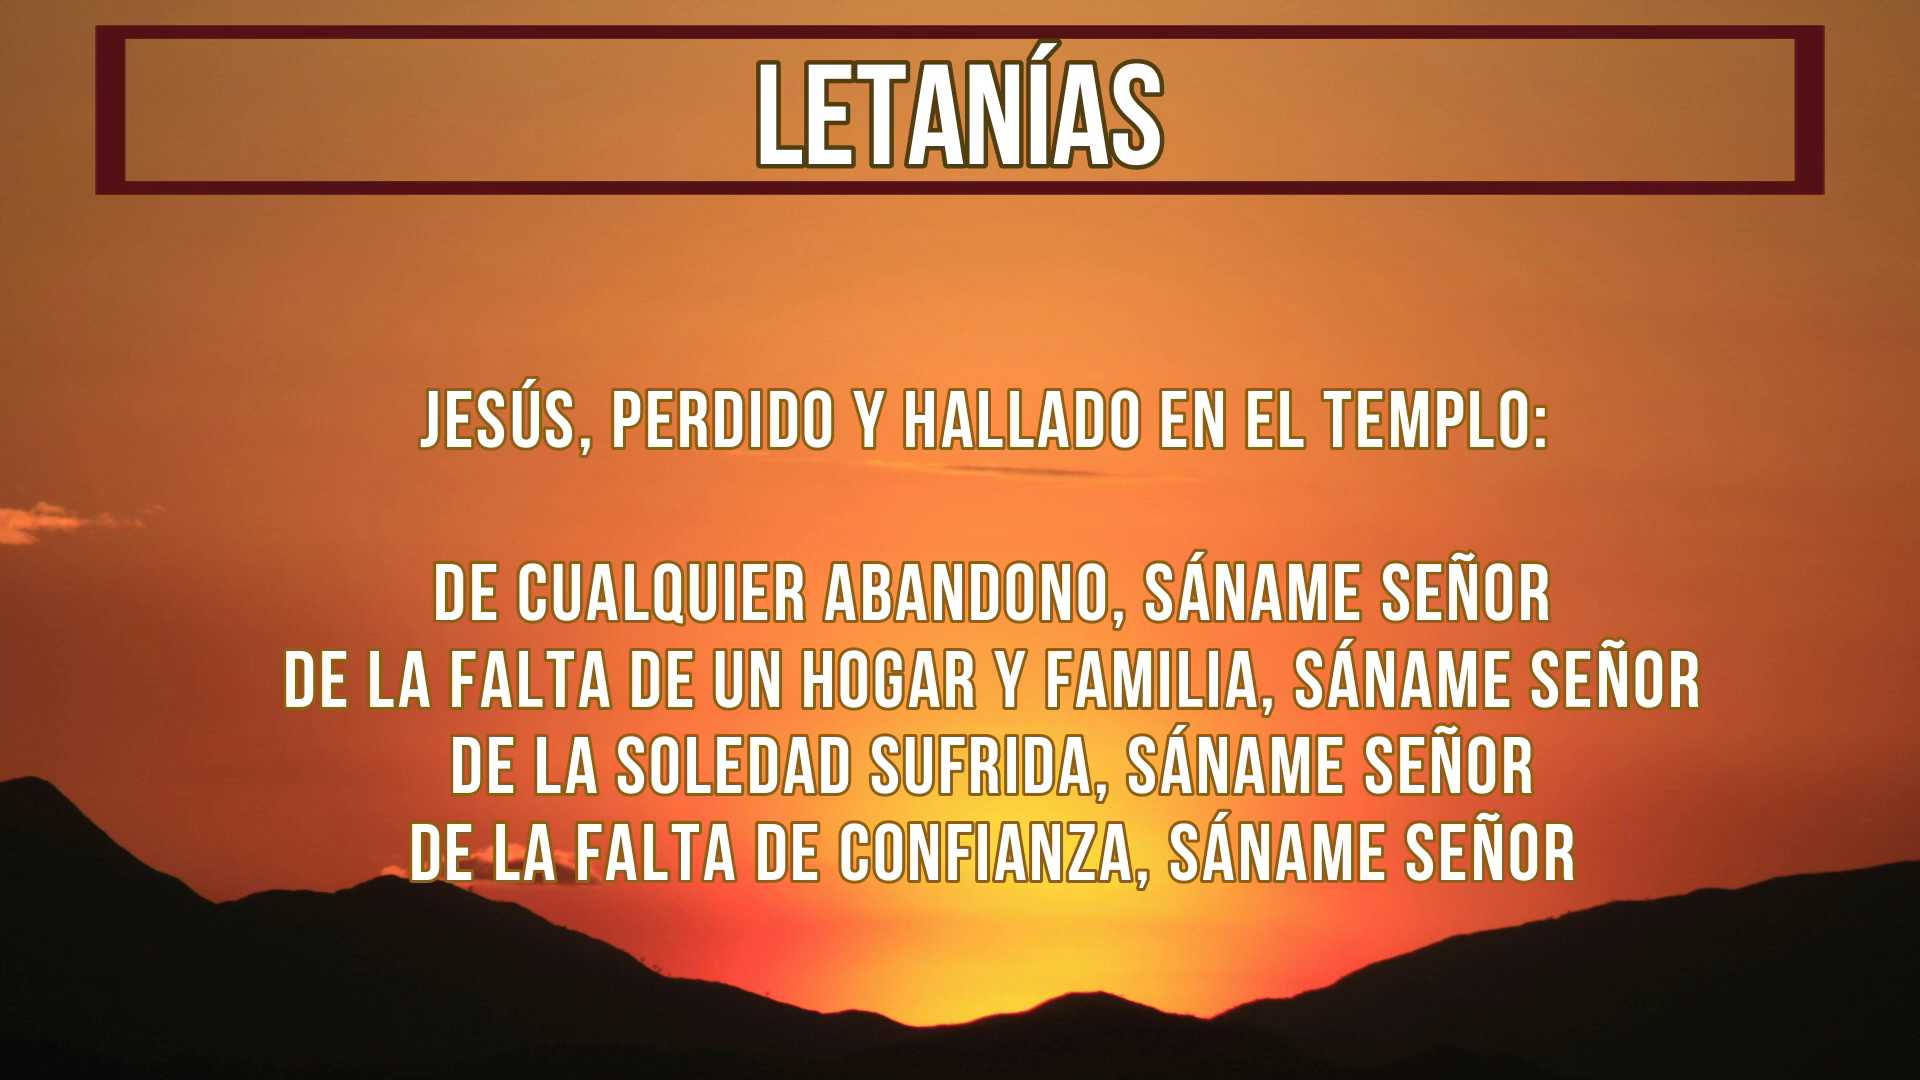 LETANÍAS
JESÚS, PERDIDO Y HALLADO EN EL TEMPLO:
DE CUALQUIER ABANDONO, SÁNAME SEÑOR
DE LA FALTA DE UN HOGAR Y FAMILIA, SÁNAME SEÑOR
DE LA SOLEDAD SUFRIDA, SÁNAME SEÑOR
DE LA FALTA DE CONFIANZA, SÁNAME SEÑOR